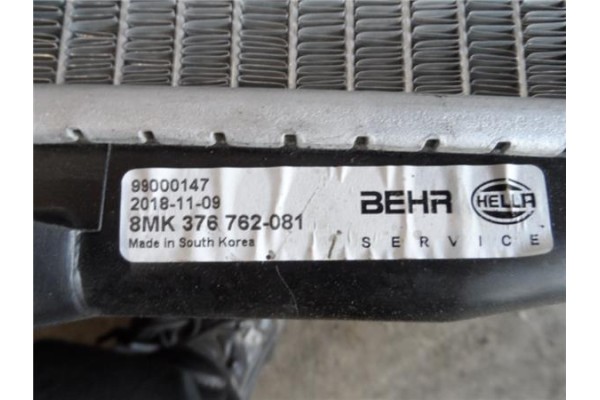 99000147
2018-11-09
8MK 376 762-081
Made in South Korea
BEHR HELLA
SERVICE